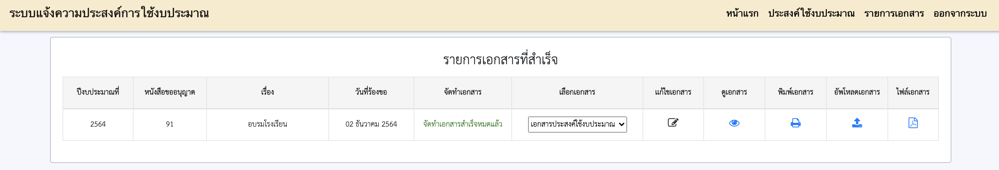 ระบบแจ้งความประสงค์การใช้งบประมาณ
หน้าแรก ประสงค์ใช้งบประมาณ รายการเอกสาร ออกจากระบบ
รายการเอกสารที่สำเร็จ
ปีงบประมาณที่ หนังสือขออนุญาต เรื่อง วันที่ร้องขอ จัดทำเอกสาร เลือกเอกสาร แก้ไขเอกสาร ดูเอกสาร พิมพ์เอกสาร อัพโหลดเอกสาร ไฟล์เอกสาร
2564 91 อบรมโรงเรียน 02 ธันวาคม 2564 จัดทำเอกสารสำเร็จหมดแล้ว เอกสารประสงค์ใช้งบประมาณ